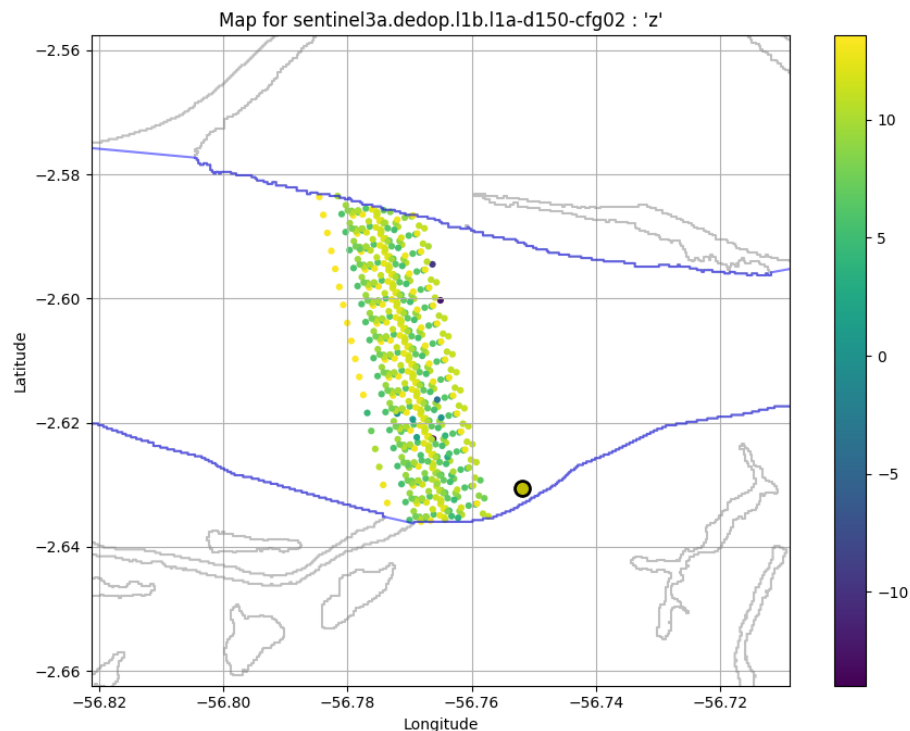 Map for sentinel3a.dedop.l1b.l1a-d150-cfg02 : 'z'
−2.56
−2.58
−2.60
−2.62
−2.64
−2.66
Latitude
−56.82 −56.80 −56.78 −56.76 −56.74 −56.72
Longitude
10
5
0
−5
−10